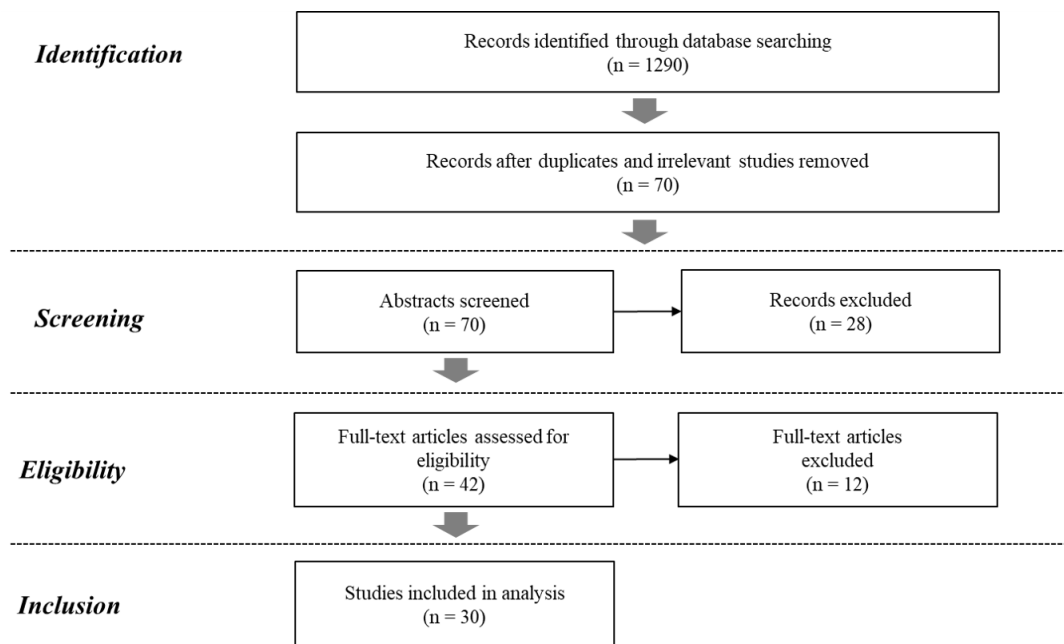 Identification
Records identified through database searching
(n = 1290)
Records after duplicates and irrelevant studies removed
(n = 70)
Screening
Abstracts screened
(n = 70)
Records excluded
(n = 28)
Eligibility
Full-text articles assessed for
eligibility
(n = 42)
Full-text articles
excluded
(n = 12)
Inclusion
Studies included in analysis
(n = 30)